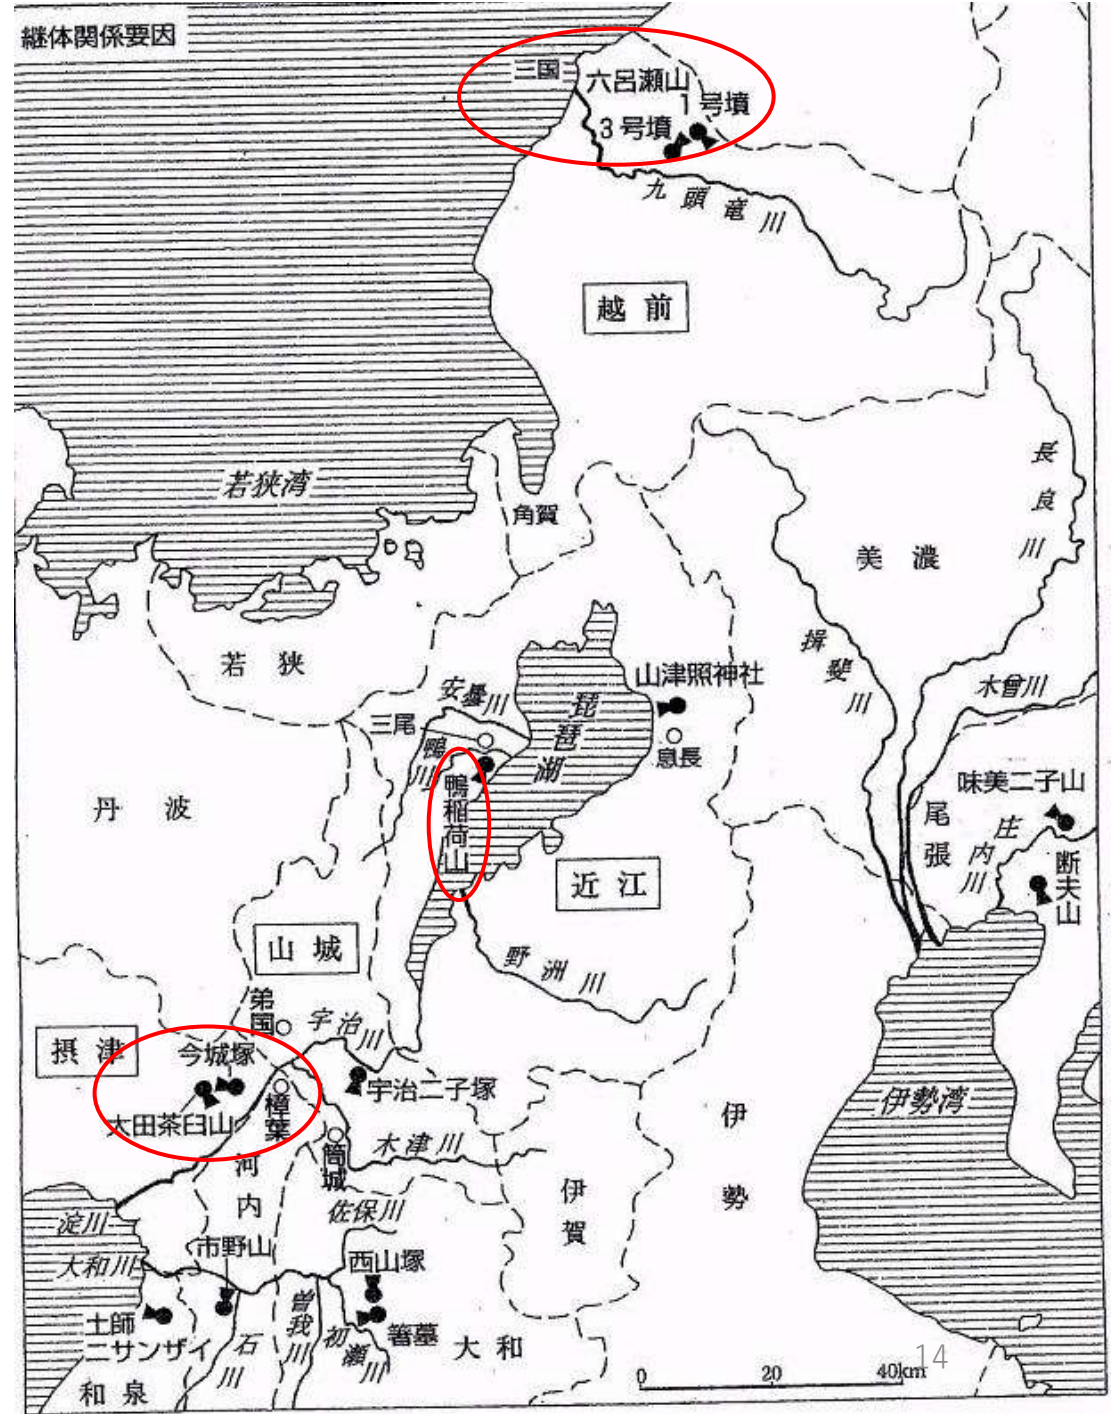 継体関係要因
三国
六呂瀬山
1号墳
3号墳
九頭竜川
越前
若狭湾
角賀
長良川
美濃
揖斐川
木曾川
若狭
安曇川
琵琶湖
山津照神社
息長
三尾
鴨川
鴨稲荷山
丹波
味美二子山
尾張
庄内川
断夫山
近江
山城
野洲川
弟国
宇治川
摂津
今城塚
太田茶臼山
樟葉
宇治二子塚
伊勢湾
伊勢
筒城
木津川
河内
佐保川
伊賀
淀川
大和川
市野山
西山塚
土師
ニサンザイ
石川
曽我川
初瀬川
箸墓
大和
和泉
14
0 20 40km